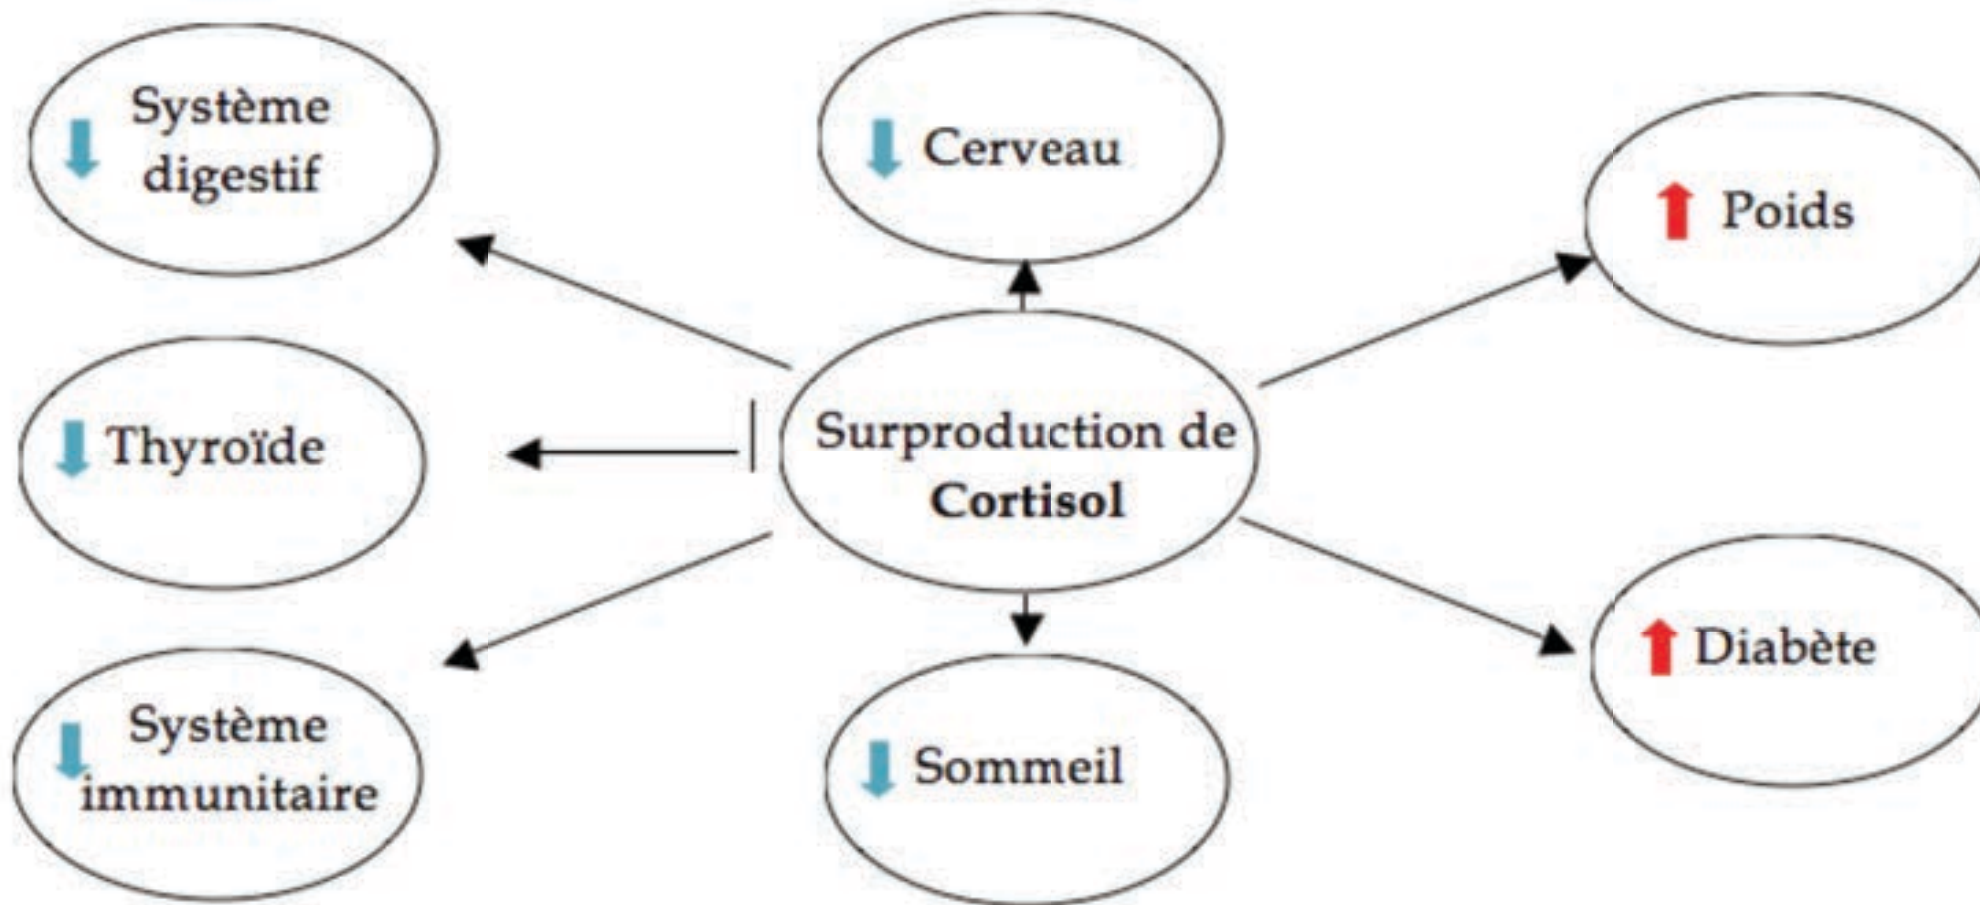 Système
digestif
Cerveau
Poids
Thyroïde
Surproduction de
Cortisol
Système
immunitaire
Sommeil
Diabète